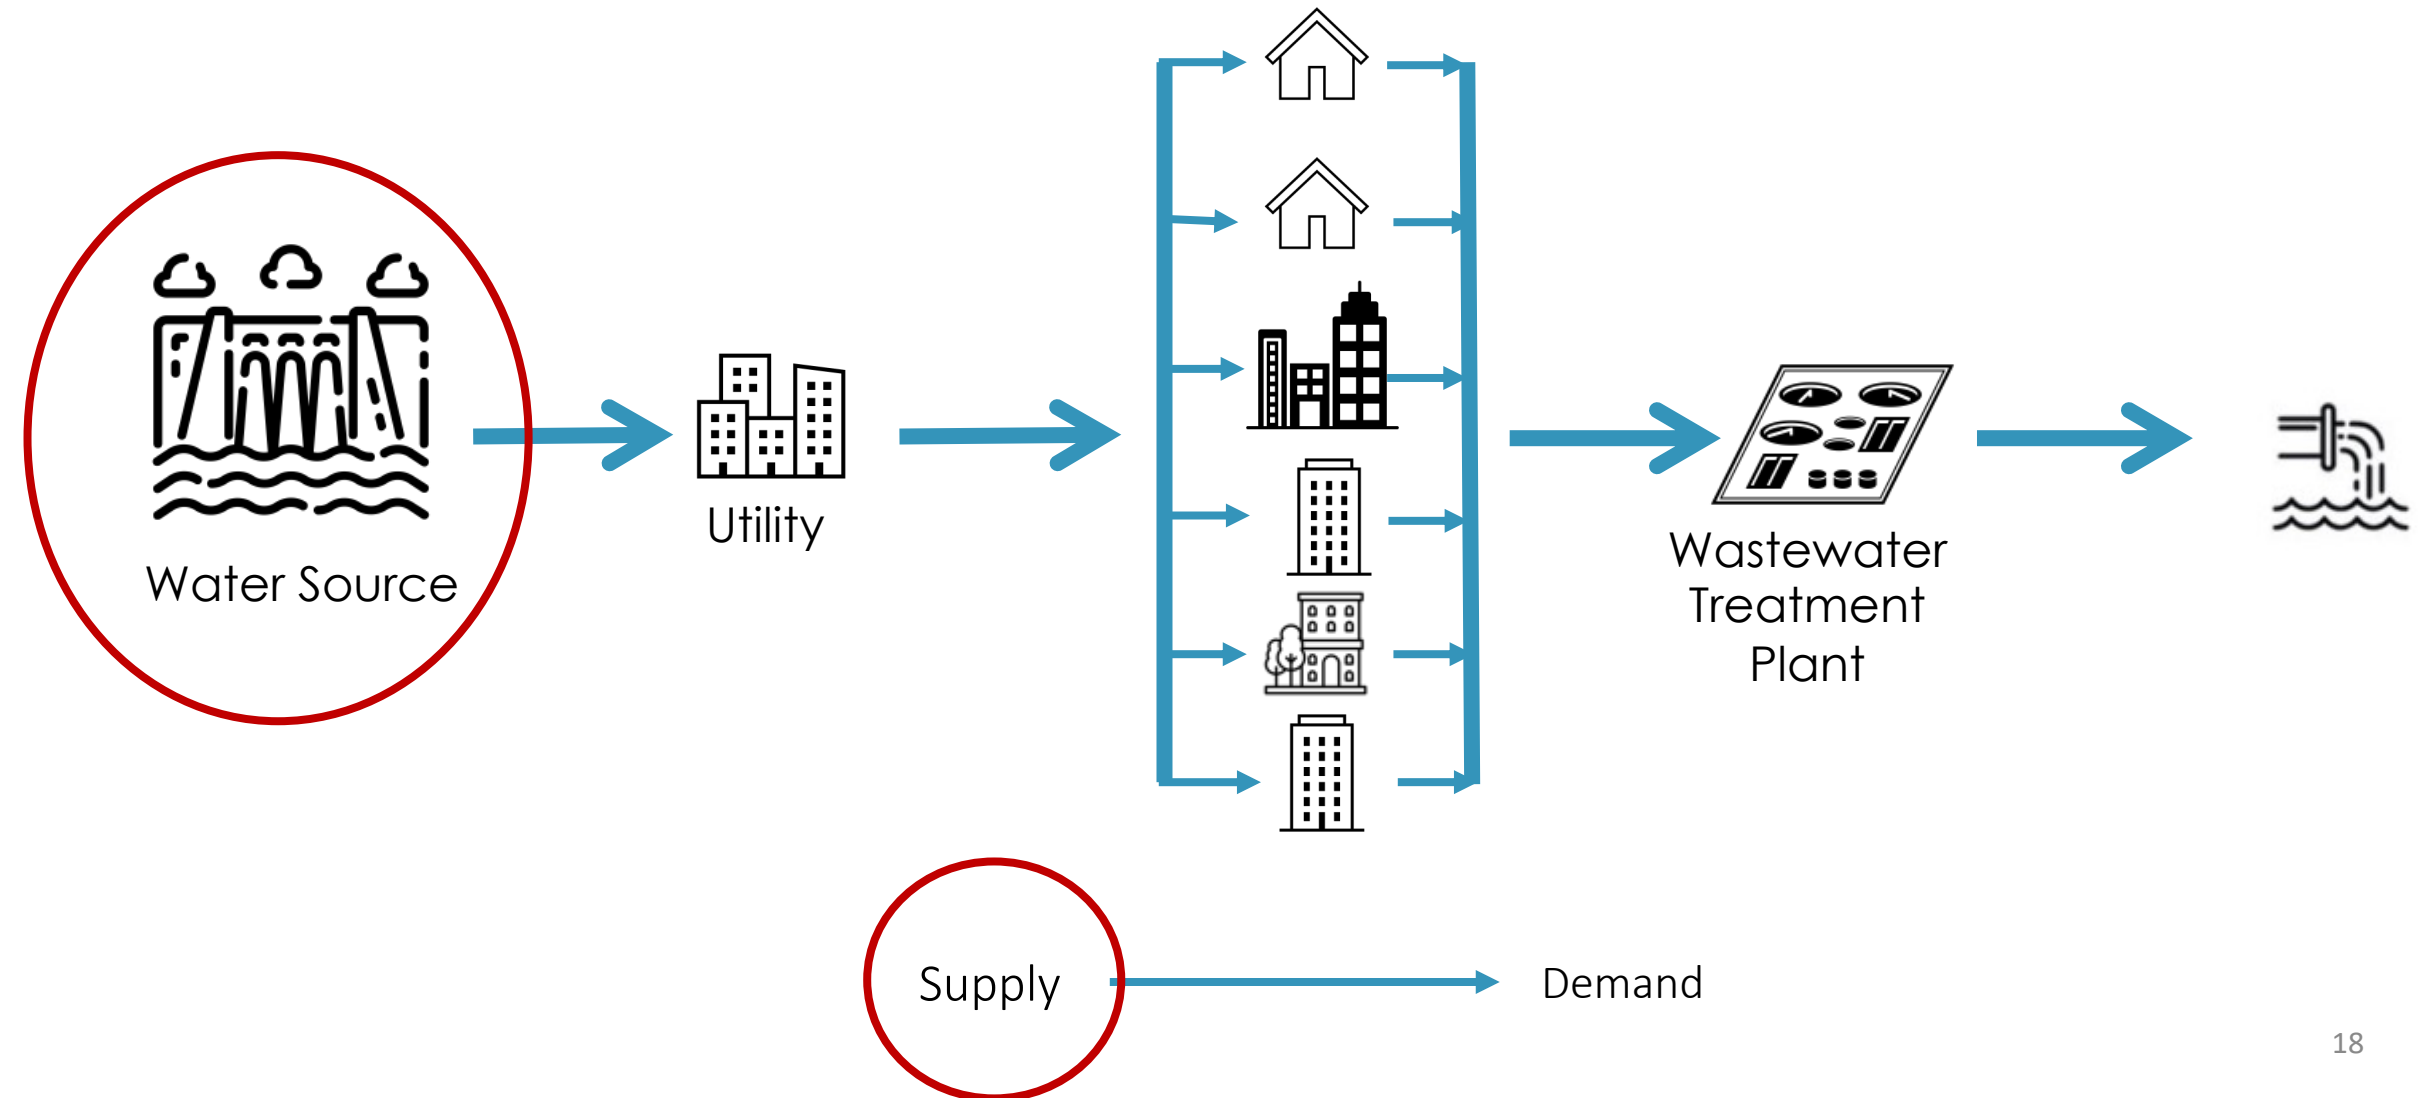 Water Source
Utility
Wastewater
Treatment
Plant
Supply
Demand
18